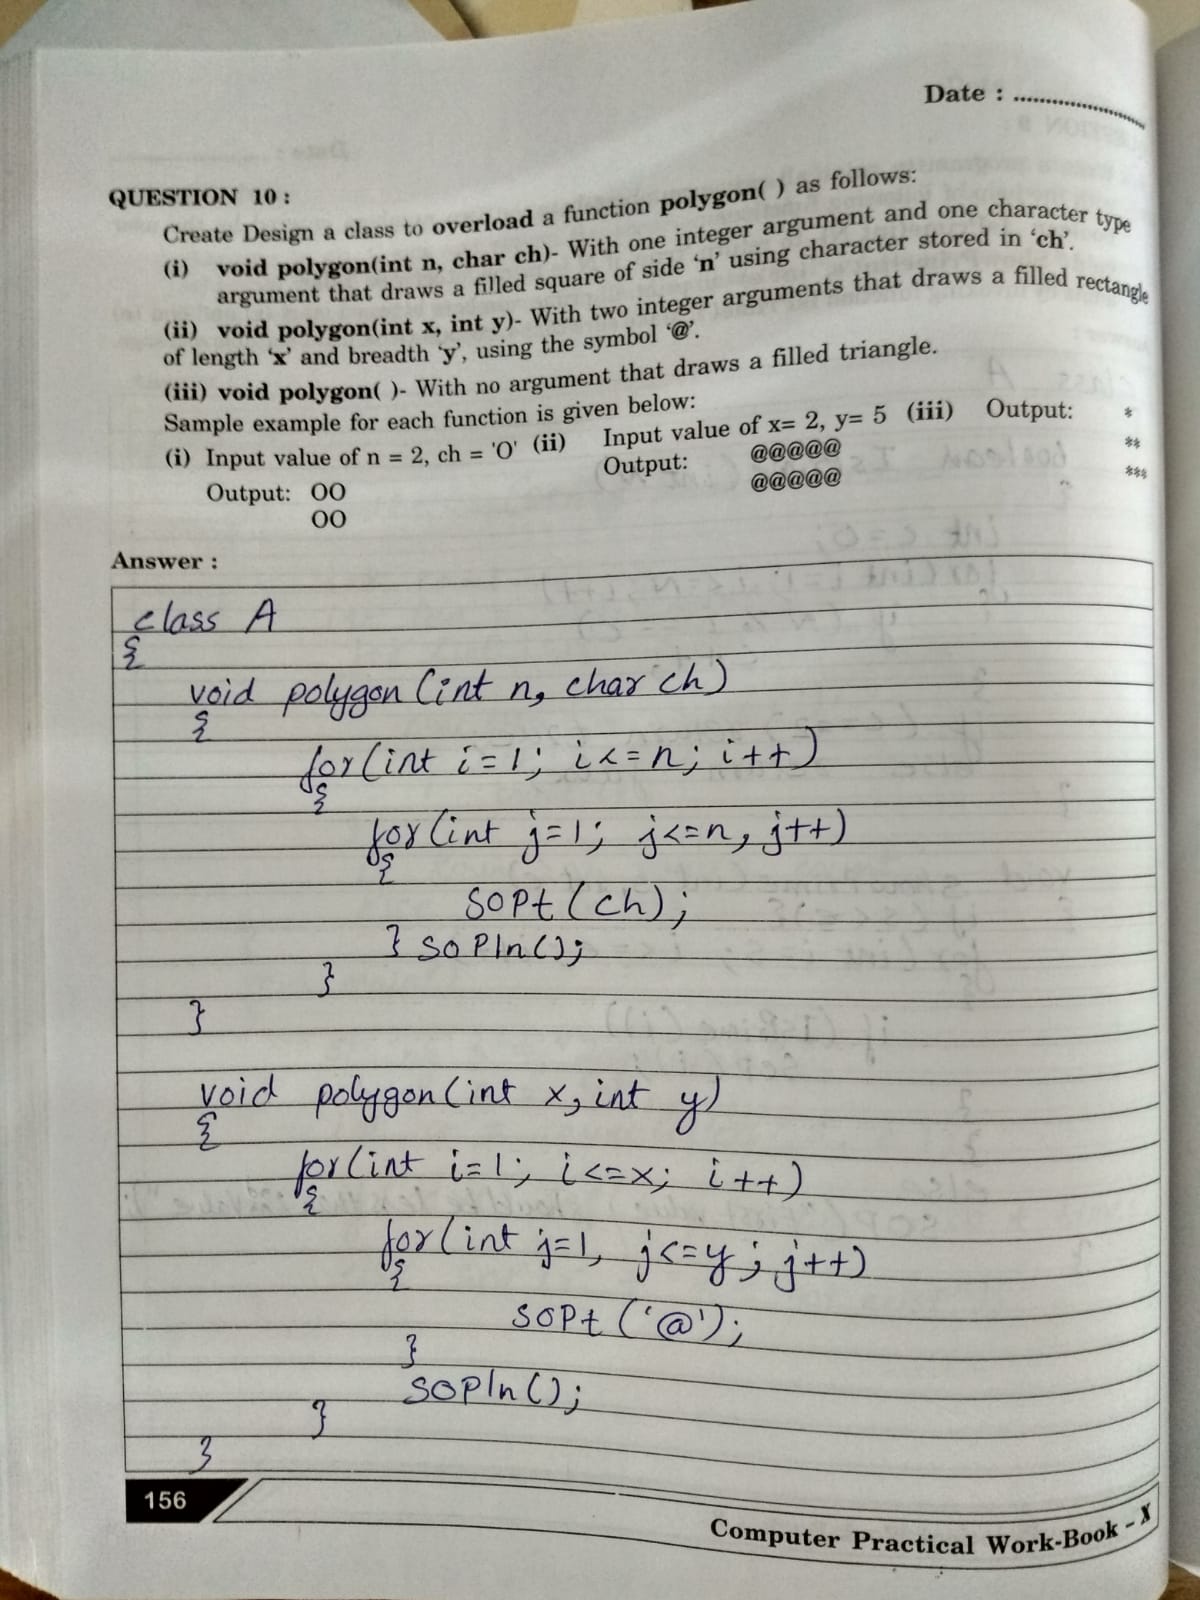 Date : ........................
QUESTION 10 :
Create Design a class to overload a function polygon( ) as follows:
(i) void polygon(int n, char ch)- With one integer argument and one character type
argument that draws a filled square of side 'n' using character stored in 'ch'.
(ii) void polygon(int x, int y)- With two integer arguments that draws a filled rectangle
of length 'x' and breadth 'y', using the symbol '@'.
(iii) void polygon( )- With no argument that draws a filled triangle.
Sample example for each function is given below:
(i) Input value of n = 2, ch = 'O' (ii) Input value of x= 2, y= 5 (iii) Output: *
Output: @@@@@ **
Output: OO @@@@@ ***
OO
Answer :
class A
{
void polygon (int n, char ch)
{
for(int i=1; i<=n; i++)
{
for(int j=1; j<=n, j++)
{
SOPt (ch);
} SOPln();
}
}
void polygon(int x, int y)
{
for(int i=1; i<=x; i++)
{
for(int j=1, j<=y; j++)
{
SOPt ('@');
}
SOPln();
}
}
156
Computer Practical Work-Book – X